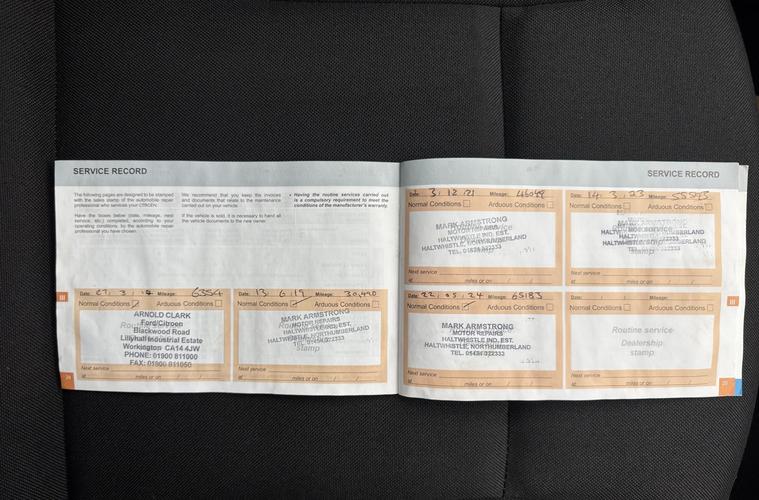 SERVICE RECORD
The following pages are designed to be stamped
with the sales stamp of the automobile repair
professional who services your CITROËN.
Have the boxes below (date, mileage, next
service, etc.) completed, according to your
operating conditions, by the automobile repair
professional you have chosen.
We recommend that you keep the invoices
and documents that relate to the maintenance
carried out on your vehicle.
If the vehicle is sold, it is necessary to hand all
the vehicle documents to the new owner.
• Having the routine services carried out
is a compulsory requirement to meet the
conditions of the manufacturer's warranty.
Date: Mileage: 6354
Normal Conditions Arduous Conditions
ARNOLD CLARK
Ford/Citroen
Blackwood Road
Lillyhall Industrial Estate
Workington CA14 4JW
PHONE: 01900 811000
FAX: 01900 811050
Next service
at miles or on / /
Date: 13 : 6 : 19 Mileage: 30,490
Normal Conditions Arduous Conditions
MARK ARMSTRONG
MOTOR REPAIRS
HALTWHISTLE IND. EST.
HALTWHISTLE, NORTHUMBERLAND
stamp
Next service
at miles or on / /
SERVICE RECORD
Date: 3 : 12 : 21 Mileage: 46049
Normal Conditions Arduous Conditions
MARK ARMSTRONG
MOTOR REPAIRS
HALTWHISTLE IND. EST.
HALTWHISTLE, NORTHUMBERLAND
Next service
at miles or on / /
Date: 14 . 3 . 23 Mileage:
Normal Conditions Arduous Conditions
Next service
at miles or on / /
Date: 22 : 05 : 24 Mileage: 65183
Normal Conditions Arduous Conditions
MARK ARMSTRONG
MOTOR REPAIRS
HALTWHISTLE IND. EST.
HALTWHISTLE, NORTHUMBERLAND
Next service
at miles or on / /
Date: / / Mileage:
Normal Conditions Arduous Conditions
Routine service
Dealership
stamp
Next service
at miles or on / /